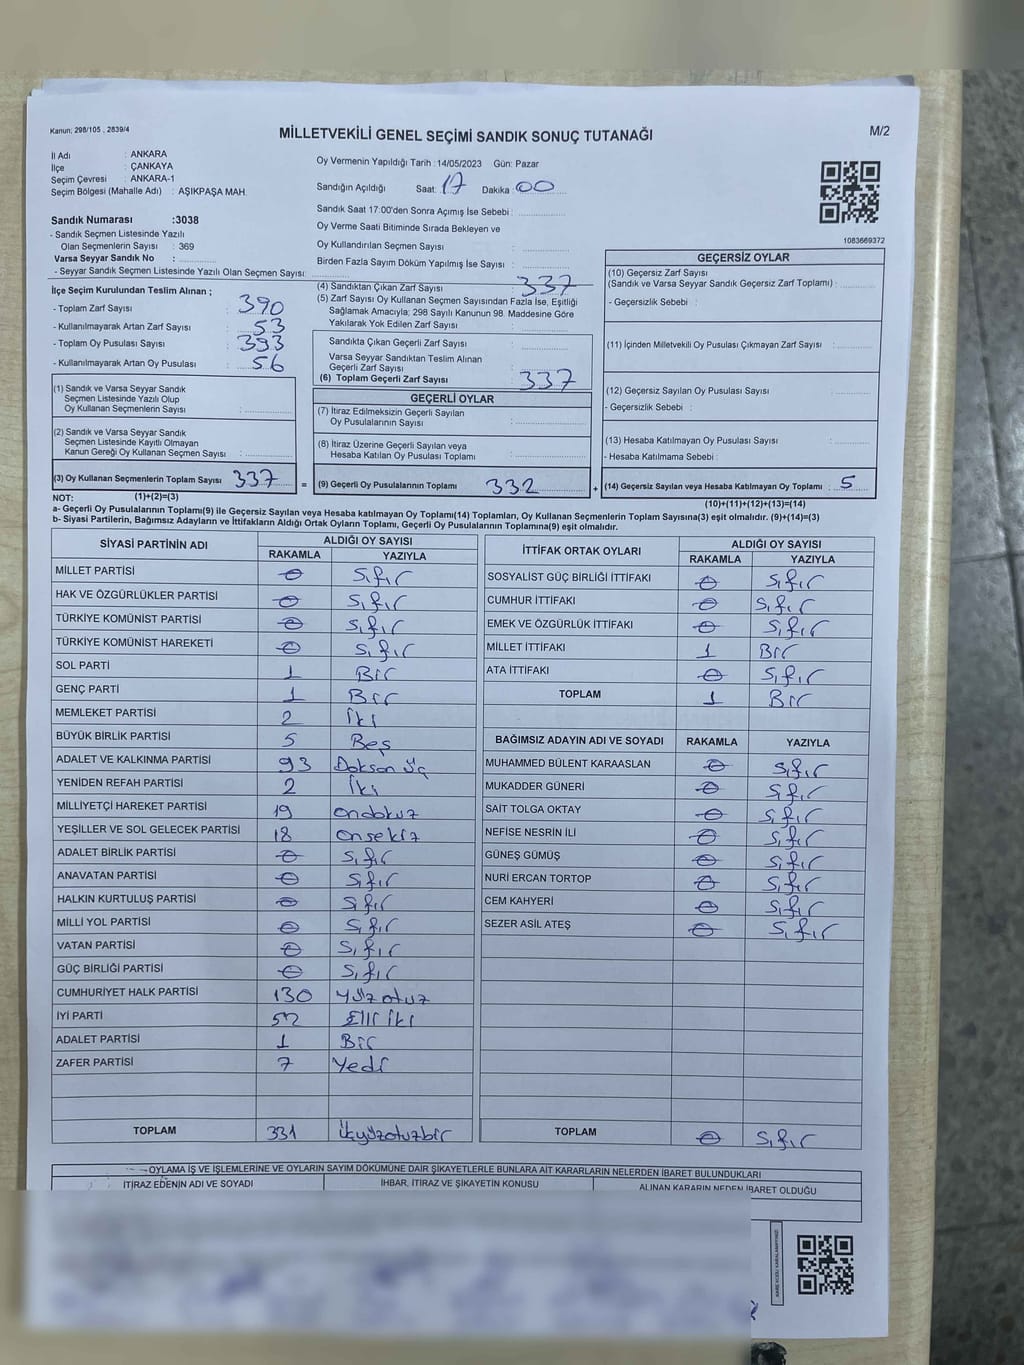 Kanun; 298/105 , 2839/4
MİLLETVEKİLİ GENEL SEÇİMİ SANDIK SONUÇ TUTANAĞI
M/2
İl Adı : ANKARA
İlçe : ÇANKAYA
Seçim Çevresi : ANKARA-1
Seçim Bölgesi (Mahalle Adı) : AŞIKPAŞA MAH.
Oy Vermenin Yapıldığı Tarih : 14/05/2023 Gün: Pazar
Sandığın Açıldığı Saat: 17 Dakika : 00
Sandık Saat 17:00'den Sonra Açımış İse Sebebi :
Oy Verme Saati Bitiminde Sırada Bekleyen ve
Oy Kullandırılan Seçmen Sayısı :
Birden Fazla Sayım Döküm Yapılmış İse Sayısı :
1083669372
Sandık Numarası :3038
- Sandık Seçmen Listesinde Yazılı
Olan Seçmenlerin Sayısı : 369
Varsa Seyyar Sandık No :
- Seyyar Sandık Seçmen Listesinde Yazılı Olan Seçmen Sayısı:
İlçe Seçim Kurulundan Teslim Alınan ;
- Toplam Zarf Sayısı : 390
- Kullanılmayarak Artan Zarf Sayısı : 53
- Toplam Oy Pusulası Sayısı : 393
- Kullanılmayarak Artan Oy Pusulası : 56
(1) Sandık ve Varsa Seyyar Sandık
Seçmen Listesinde Yazılı Olup
Oy Kullanan Seçmenlerin Sayısı :
(2) Sandık ve Varsa Seyyar Sandık
Seçmen Listesinde Kayıtlı Olmayan
Kanun Gereği Oy Kullanan Seçmen Sayısı :
(3) Oy Kullanan Seçmenlerin Toplam Sayısı 337 =
(4) Sandıktan Çıkan Zarf Sayısı : 337
(5) Zarf Sayısı Oy Kullanan Seçmen Sayısından Fazla İse, Eşitliği
Sağlamak Amacıyla; 298 Sayılı Kanunun 98. Maddesine Göre
Yakılarak Yok Edilen Zarf Sayısı :
Sandıkta Çıkan Geçerli Zarf Sayısı :
Varsa Seyyar Sandıktan Teslim Alınan
Geçerli Zarf Sayısı :
(6) Toplam Geçerli Zarf Sayısı : 337
GEÇERLİ OYLAR
(7) İtiraz Edilmeksizin Geçerli Sayılan
Oy Pusulalarının Sayısı :
(8) İtiraz Üzerine Geçerli Sayılan veya
Hesaba Katılan Oy Pusulası Toplamı :
(9) Geçerli Oy Pusulalarının Toplamı 332 +
GEÇERSİZ OYLAR
(10) Geçersiz Zarf Sayısı
(Sandık ve Varsa Seyyar Sandık Geçersiz Zarf Toplamı) :
- Geçersizlik Sebebi :
(11) İçinden Milletvekili Oy Pusulası Çıkmayan Zarf Sayısı :
(12) Geçersiz Sayılan Oy Pusulası Sayısı :
- Geçersizlik Sebebi :
(13) Hesaba Katılmayan Oy Pusulası Sayısı :
- Hesaba Katılmama Sebebi :
(14) Geçersiz Sayılan veya Hesaba Katılmayan Oy Toplamı : 5
NOT: (1)+(2)=(3) (10)+(11)+(12)+(13)=(14)
a- Geçerli Oy Pusulalarının Toplamı(9) ile Geçersiz Sayılan veya Hesaba katılmayan Oy Toplamı(14) Toplamları, Oy Kullanan Seçmenlerin Toplam Sayısına(3) eşit olmalıdır. (9)+(14)=(3)
b- Siyasi Partilerin, Bağımsız Adayların ve İttifakların Aldığı Ortak Oyların Toplamı, Geçerli Oy Pusulalarının Toplamına(9) eşit olmalıdır.
SİYASİ PARTİNİN ADI ALDIĞI OY SAYISI
RAKAMLA YAZIYLA
MİLLET PARTİSİ 0 Sıfır
HAK VE ÖZGÜRLÜKLER PARTİSİ 0 Sıfır
TÜRKİYE KOMÜNİST PARTİSİ 0 Sıfır
TÜRKİYE KOMÜNİST HAREKETİ 0 Sıfır
SOL PARTİ 1 Bir
GENÇ PARTİ 1 Bir
MEMLEKET PARTİSİ 2 İki
BÜYÜK BİRLİK PARTİSİ 5 Beş
ADALET VE KALKINMA PARTİSİ 93 Doksan üç
YENİDEN REFAH PARTİSİ 2 İki
MİLLİYETÇİ HAREKET PARTİSİ 19 ondokuz
YEŞİLLER VE SOL GELECEK PARTİSİ 18 onsekiz
ADALET BİRLİK PARTİSİ 0 Sıfır
ANAVATAN PARTİSİ 0 Sıfır
HALKIN KURTULUŞ PARTİSİ 0 Sıfır
MİLLİ YOL PARTİSİ 0 Sıfır
VATAN PARTİSİ 0 Sıfır
GÜÇ BİRLİĞİ PARTİSİ 0 Sıfır
CUMHURİYET HALK PARTİSİ 130 Yüz otuz
İYİ PARTİ 52 Elli İki
ADALET PARTİSİ 1 Bir
ZAFER PARTİSİ 7 Yedi
TOPLAM 331 Üçyüzotuzbir
İTTİFAK ORTAK OYLARI ALDIĞI OY SAYISI
RAKAMLA YAZIYLA
SOSYALİST GÜÇ BİRLİĞİ İTTİFAKI 0 Sıfır
CUMHUR İTTİFAKI 0 Sıfır
EMEK VE ÖZGÜRLÜK İTTİFAKI 0 Sıfır
MİLLET İTTİFAKI 1 Bir
ATA İTTİFAKI 0 Sıfır
TOPLAM 1 Bir
BAĞIMSIZ ADAYIN ADI VE SOYADI RAKAMLA YAZIYLA
MUHAMMED BÜLENT KARAASLAN 0 Sıfır
MUKADDER GÜNERİ 0 Sıfır
SAİT TOLGA OKTAY 0 Sıfır
NEFİSE NESRİN İLİ 0 Sıfır
GÜNEŞ GÜMÜŞ 0 Sıfır
NURİ ERCAN TORTOP 0 Sıfır
CEM KAHYERİ 0 Sıfır
SEZER ASİL ATEŞ 0 Sıfır
TOPLAM 0 Sıfır
OYLAMA İŞ VE İŞLEMLERİNE VE OYLARIN SAYIM DÖKÜMÜNE DAİR ŞİKAYETLERLE BUNLARA AİT KARARLARIN NELERDEN İBARET BULUNDUKLARI
İTİRAZ EDENİN ADI VE SOYADI İHBAR, İTİRAZ VE ŞİKAYETİN KONUSU ALINAN KARARIN NEDEN İBARET OLDUĞU